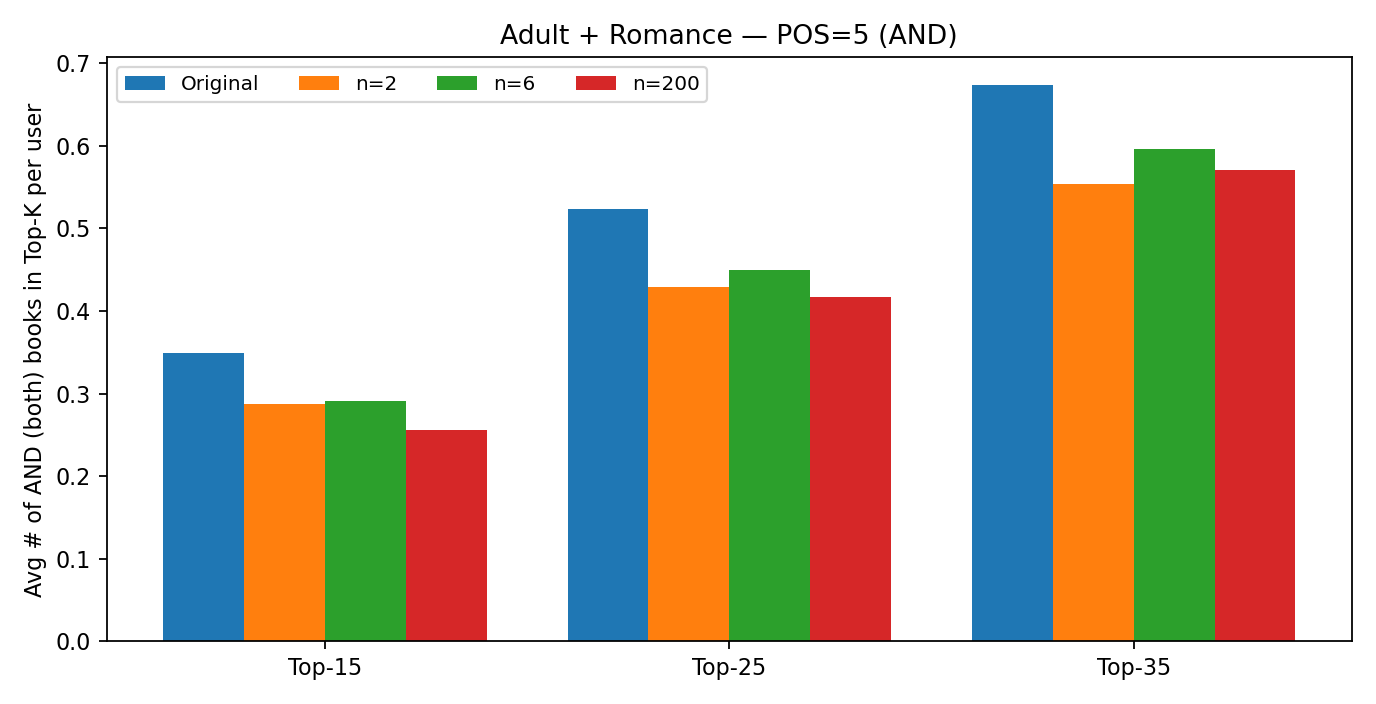 Adult + Romance — POS=5 (AND)
Original n=2 n=6 n=200
Avg # of AND (both) books in Top-K per user
0.7
0.6
0.5
0.4
0.3
0.2
0.1
0.0
Top-15 Top-25 Top-35